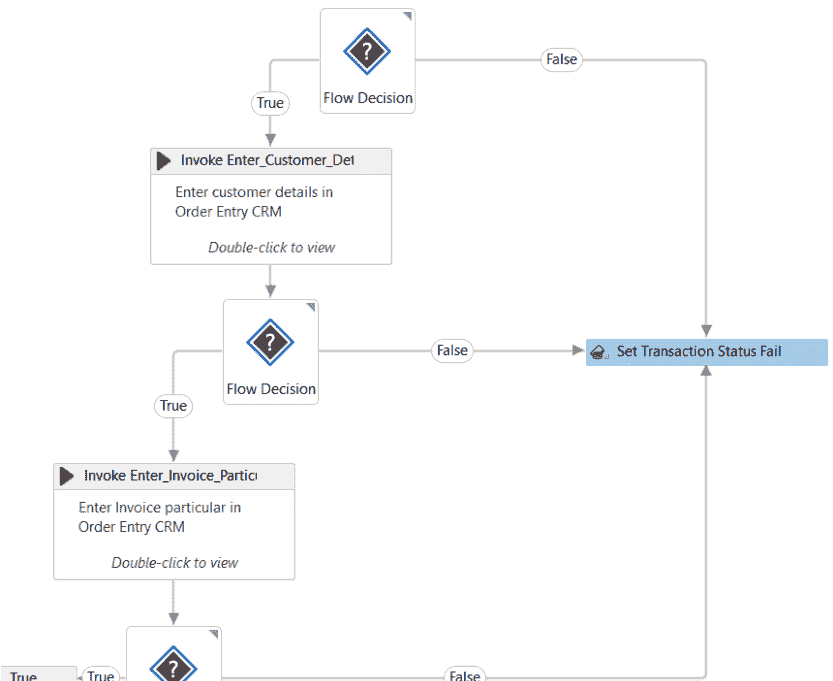 False
Flow Decision
True
Invoke Enter_Customer_Det
Enter customer details in
Order Entry CRM
Double-click to view
False
Set Transaction Status Fail
Flow Decision
True
Invoke Enter_Invoice_Particu
Enter Invoice particular in
Order Entry CRM
Double-click to view
True
True
False